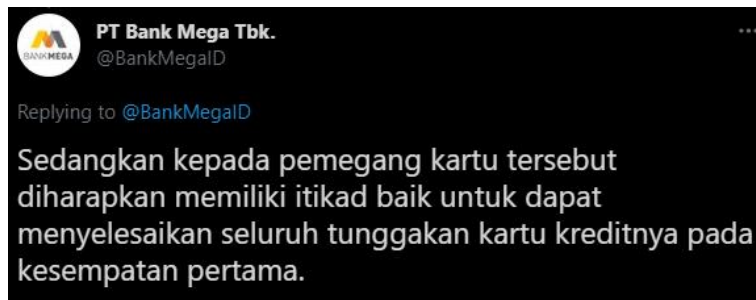 PT Bank Mega Tbk.
BANKMEGA
@BankMegaID
Replying to @BankMegaID
Sedangkan kepada pemegang kartu tersebut
diharapkan memiliki itikad baik untuk dapat
menyelesaikan seluruh tunggakan kartu kreditnya pada
kesempatan pertama.